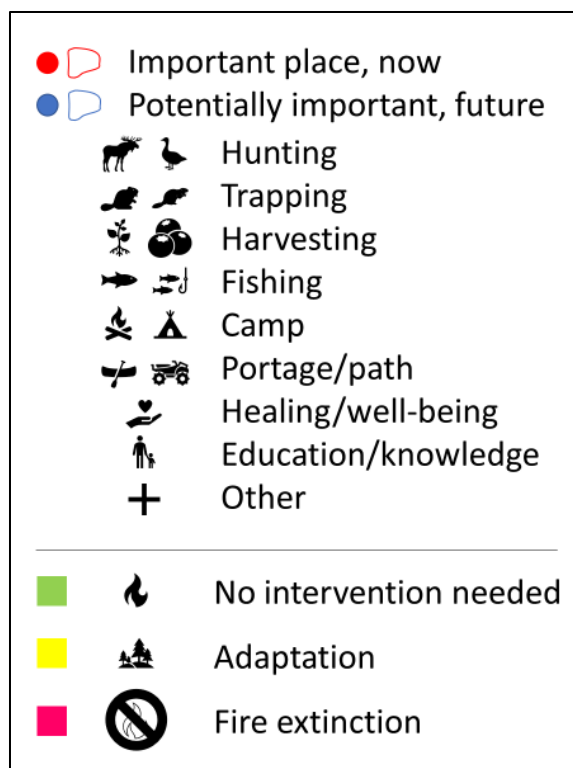 Important place, now
Potentially important, future
Hunting
Trapping
Harvesting
Fishing
Camp
Portage/path
Healing/well-being
Education/knowledge
Other
No intervention needed
Adaptation
Fire extinction